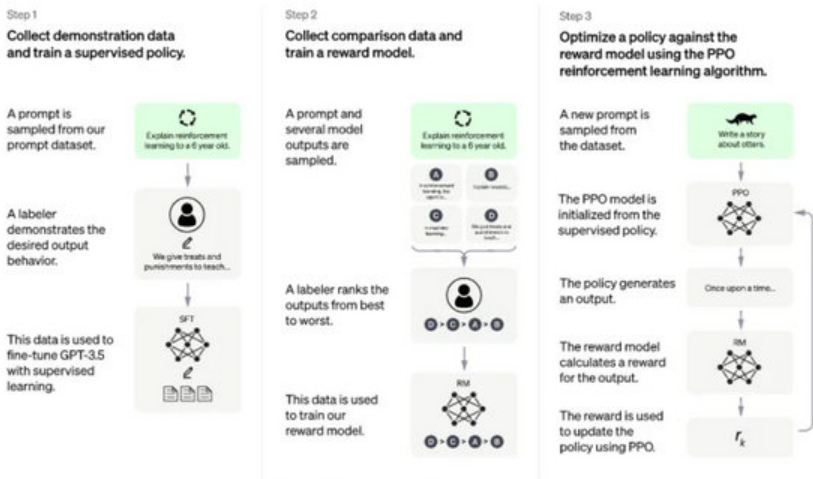 Step 1
Collect demonstration data
and train a supervised policy.
A prompt is
sampled from our
prompt dataset.
Explain reinforcement
learning to a 6 year old.
A labeler
demonstrates the
desired output
behavior.
We give treats and
punishments to teach...
This data is used to
fine-tune GPT-3.5
with supervised
learning.
SFT
Step 2
Collect comparison data and
train a reward model.
A prompt and
several model
outputs are
sampled.
Explain reinforcement
learning to a 6 year old.
A
B
Explain rewards...
C
D
A labeler ranks the
outputs from best
to worst.
D > C > A > B
This data is used
to train our
reward model.
RM
D > C > A > B
Step 3
Optimize a policy against the
reward model using the PPO
reinforcement learning algorithm.
A new prompt is
sampled from
the dataset.
Write a story
about otters.
The PPO model is
initialized from the
supervised policy.
PPO
The policy generates
an output.
Once upon a time...
The reward model
calculates a reward
for the output.
RM
The reward is used
to update the
policy using PPO.
rk